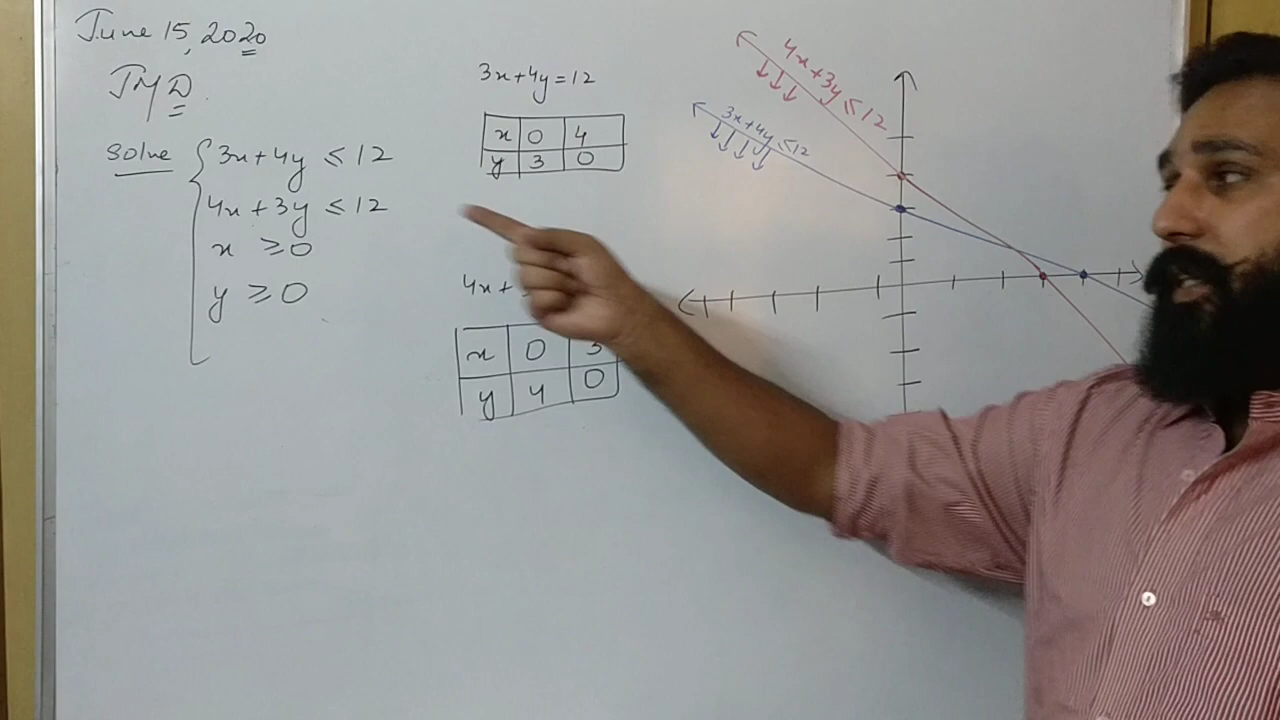 June 15, 2020
JMD
Solve
3x+4y ≤ 12
4x+3y ≤ 12
x ≥0
y ≥ 0
3x+4y=12
x 0 4
y 3 0
4x+
x 0 3
y 4 0
4x+3y ≤ 12
3x+4y ≤ 12